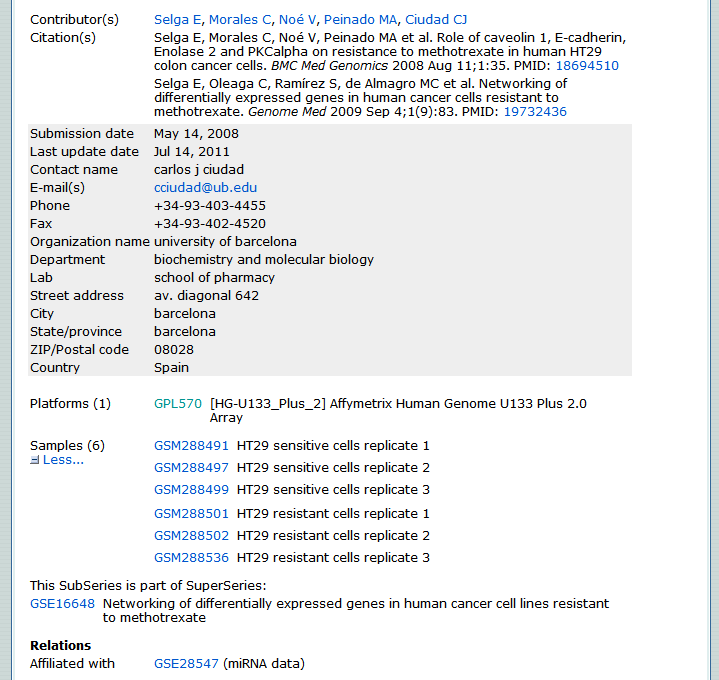 Contributor(s) Selga E, Morales C, Noé V, Peinado MA, Ciudad CJ
Citation(s) Selga E, Morales C, Noé V, Peinado MA et al. Role of caveolin 1, E-cadherin,
Enolase 2 and PKCalpha on resistance to methotrexate in human HT29
colon cancer cells. BMC Med Genomics 2008 Aug 11;1:35. PMID: 18694510
Selga E, Oleaga C, Ramírez S, de Almagro MC et al. Networking of
differentially expressed genes in human cancer cells resistant to
methotrexate. Genome Med 2009 Sep 4;1(9):83. PMID: 19732436
Submission date May 14, 2008
Last update date Jul 14, 2011
Contact name carlos j ciudad
E-mail(s) cciudad@ub.edu
Phone +34-93-403-4455
Fax +34-93-402-4520
Organization name university of barcelona
Department biochemistry and molecular biology
Lab school of pharmacy
Street address av. diagonal 642
City barcelona
State/province barcelona
ZIP/Postal code 08028
Country Spain
Platforms (1) GPL570 [HG-U133_Plus_2] Affymetrix Human Genome U133 Plus 2.0
Array
Samples (6) GSM288491 HT29 sensitive cells replicate 1
Less...
GSM288497 HT29 sensitive cells replicate 2
GSM288499 HT29 sensitive cells replicate 3
GSM288501 HT29 resistant cells replicate 1
GSM288502 HT29 resistant cells replicate 2
GSM288536 HT29 resistant cells replicate 3
This SubSeries is part of SuperSeries:
GSE16648 Networking of differentially expressed genes in human cancer cell lines resistant
to methotrexate
Relations
Affiliated with GSE28547 (miRNA data)